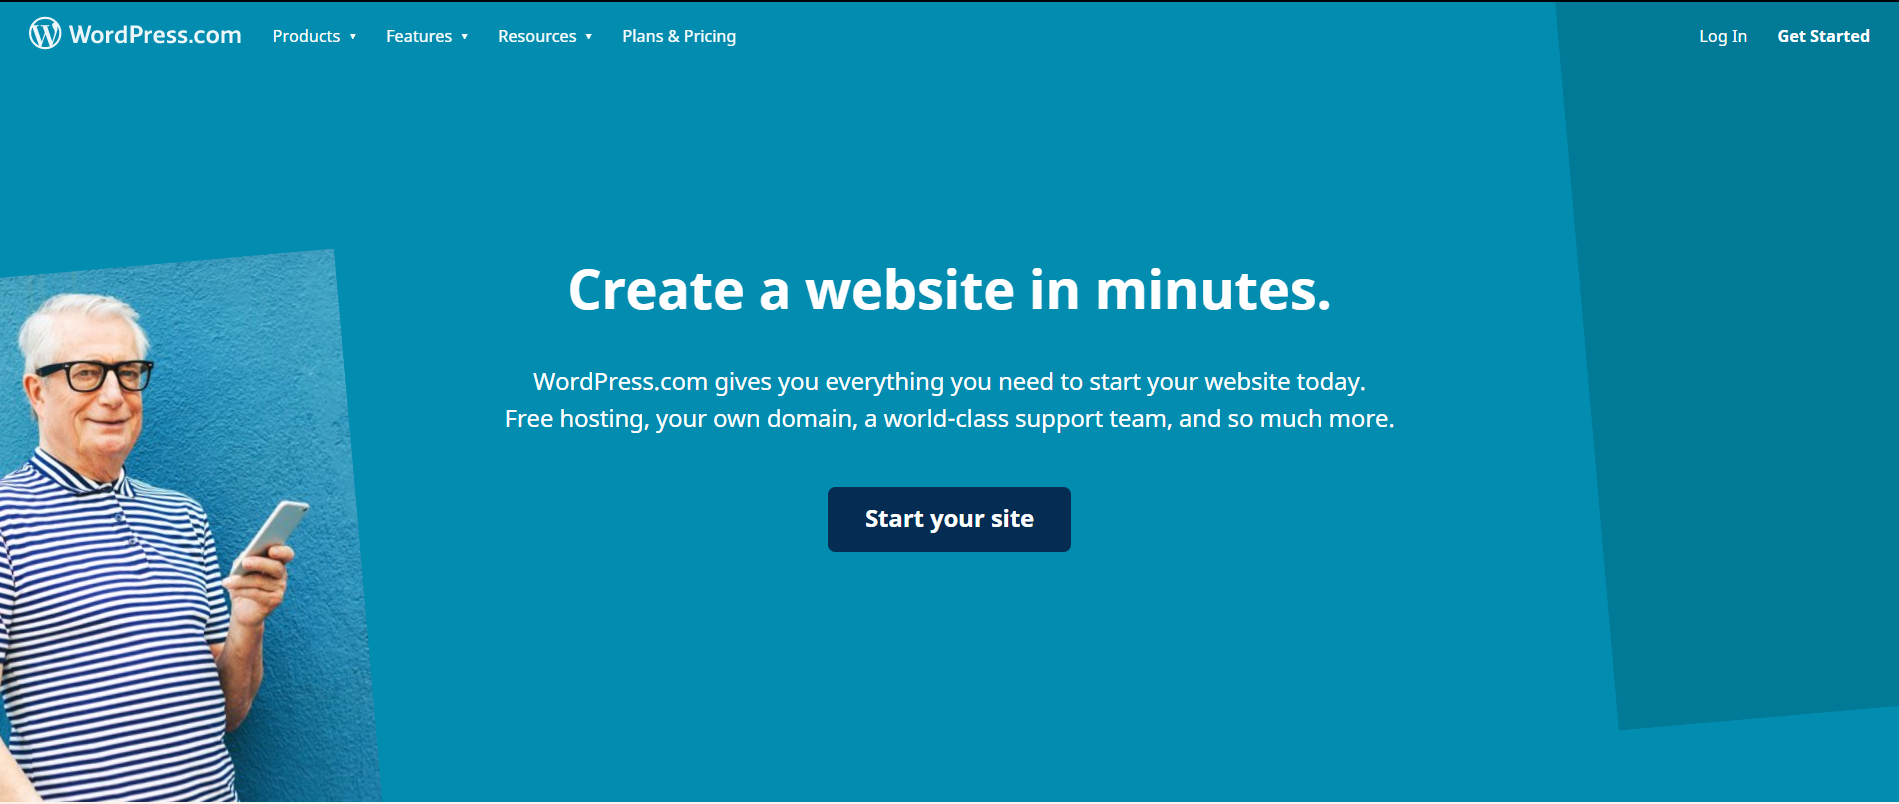 WordPress.com Products Features Resources Plans & Pricing Log In Get Started
Create a website in minutes.
WordPress.com gives you everything you need to start your website today.
Free hosting, your own domain, a world-class support team, and so much more.
Start your site